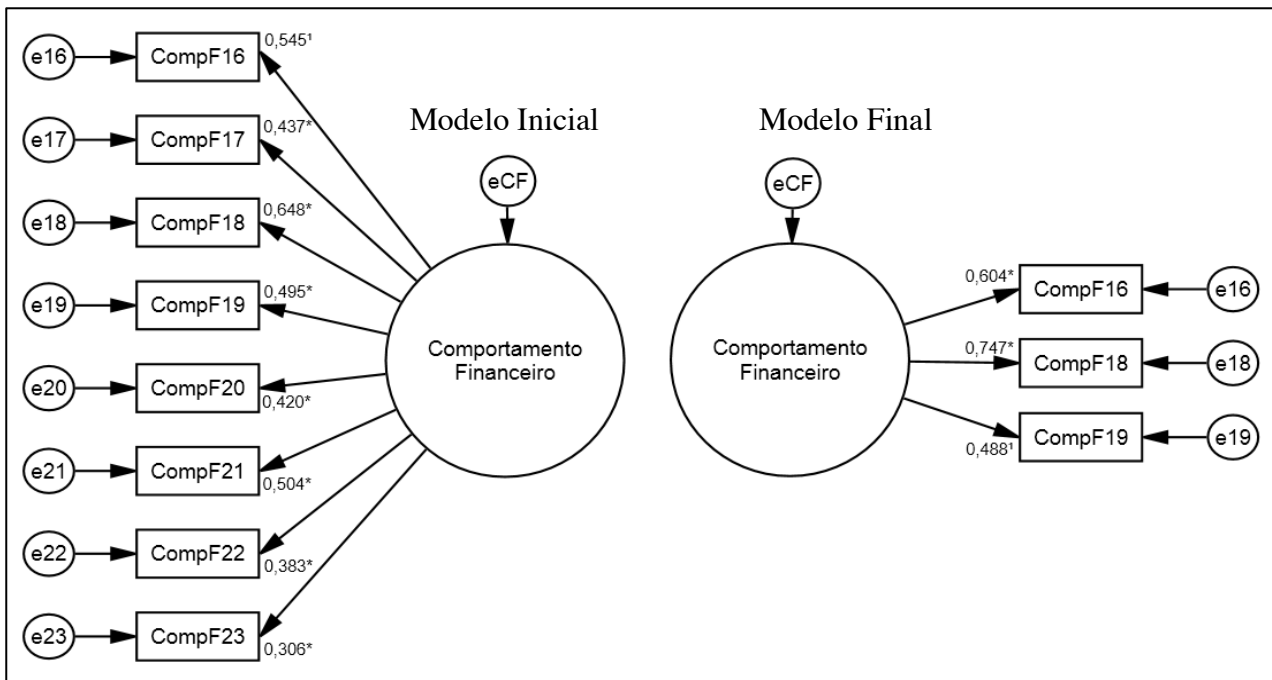 Modelo Inicial
e16
CompF16
0,545¹
e17
CompF17
0,437*
e18
CompF18
0,648*
e19
CompF19
0,495*
e20
CompF20
0,420*
e21
CompF21
0,504*
e22
CompF22
0,383*
e23
CompF23
0,306*
eCF
Comportamento
Financeiro
Modelo Final
eCF
Comportamento
Financeiro
0,604*
CompF16
e16
0,747*
CompF18
e18
0,488¹
CompF19
e19